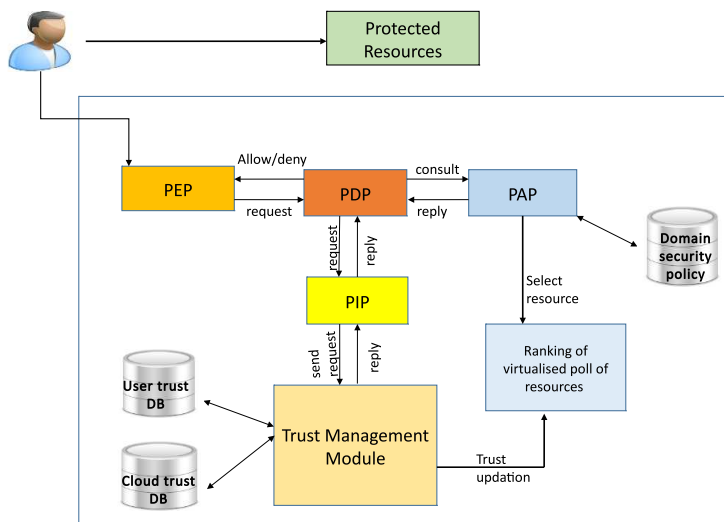 Protected
Resources
Allow/deny
consult
PEP
PDP
PAP
request
reply
Domain
security
policy
request
reply
Select
resource
PIP
send
request
reply
Ranking of
virtualised poll of
resources
User trust
DB
Trust Management
Module
Cloud trust
DB
Trust
updation